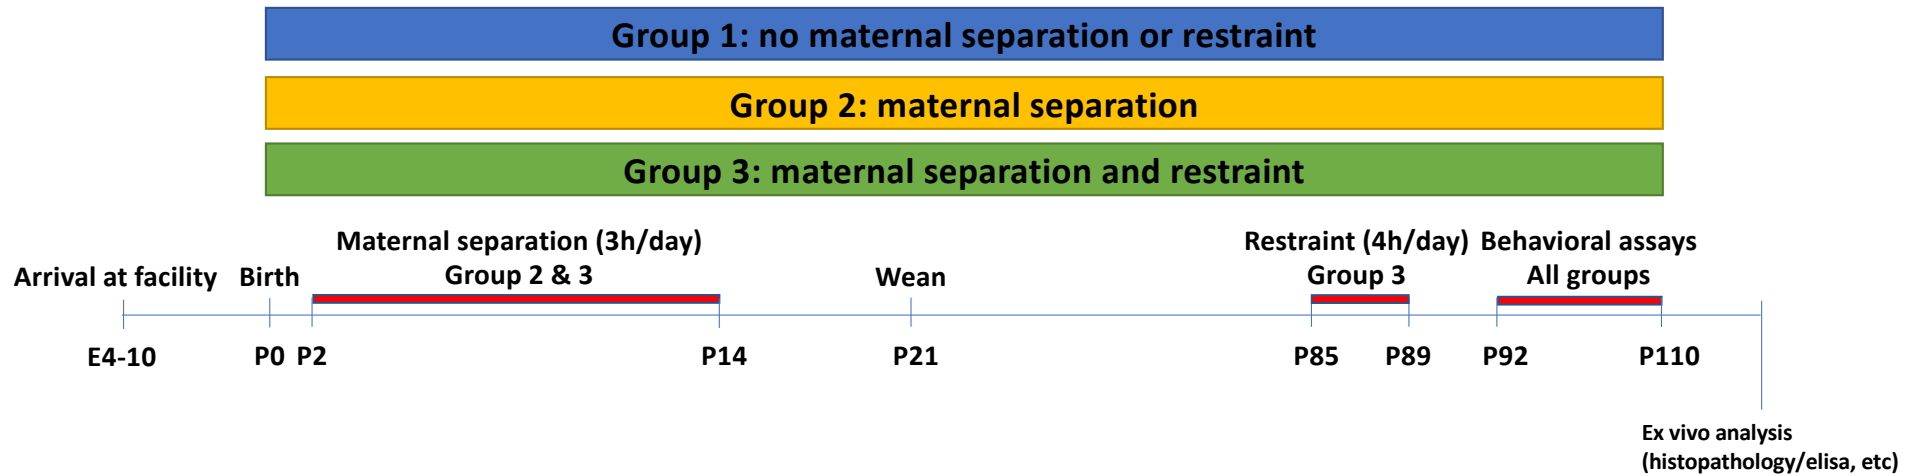 Group 1: no maternal separation or restraint
Group 2: maternal separation
Group 3: maternal separation and restraint
Maternal separation (3h/day)
Group 2 & 3
Restraint (4h/day)
Group 3
Behavioral assays
All groups
Arrival at facility
Birth
Wean
E4-10
P0
P2
P14
P21
P85
P89
P92
P110
Ex vivo analysis
(histopathology/elisa, etc)